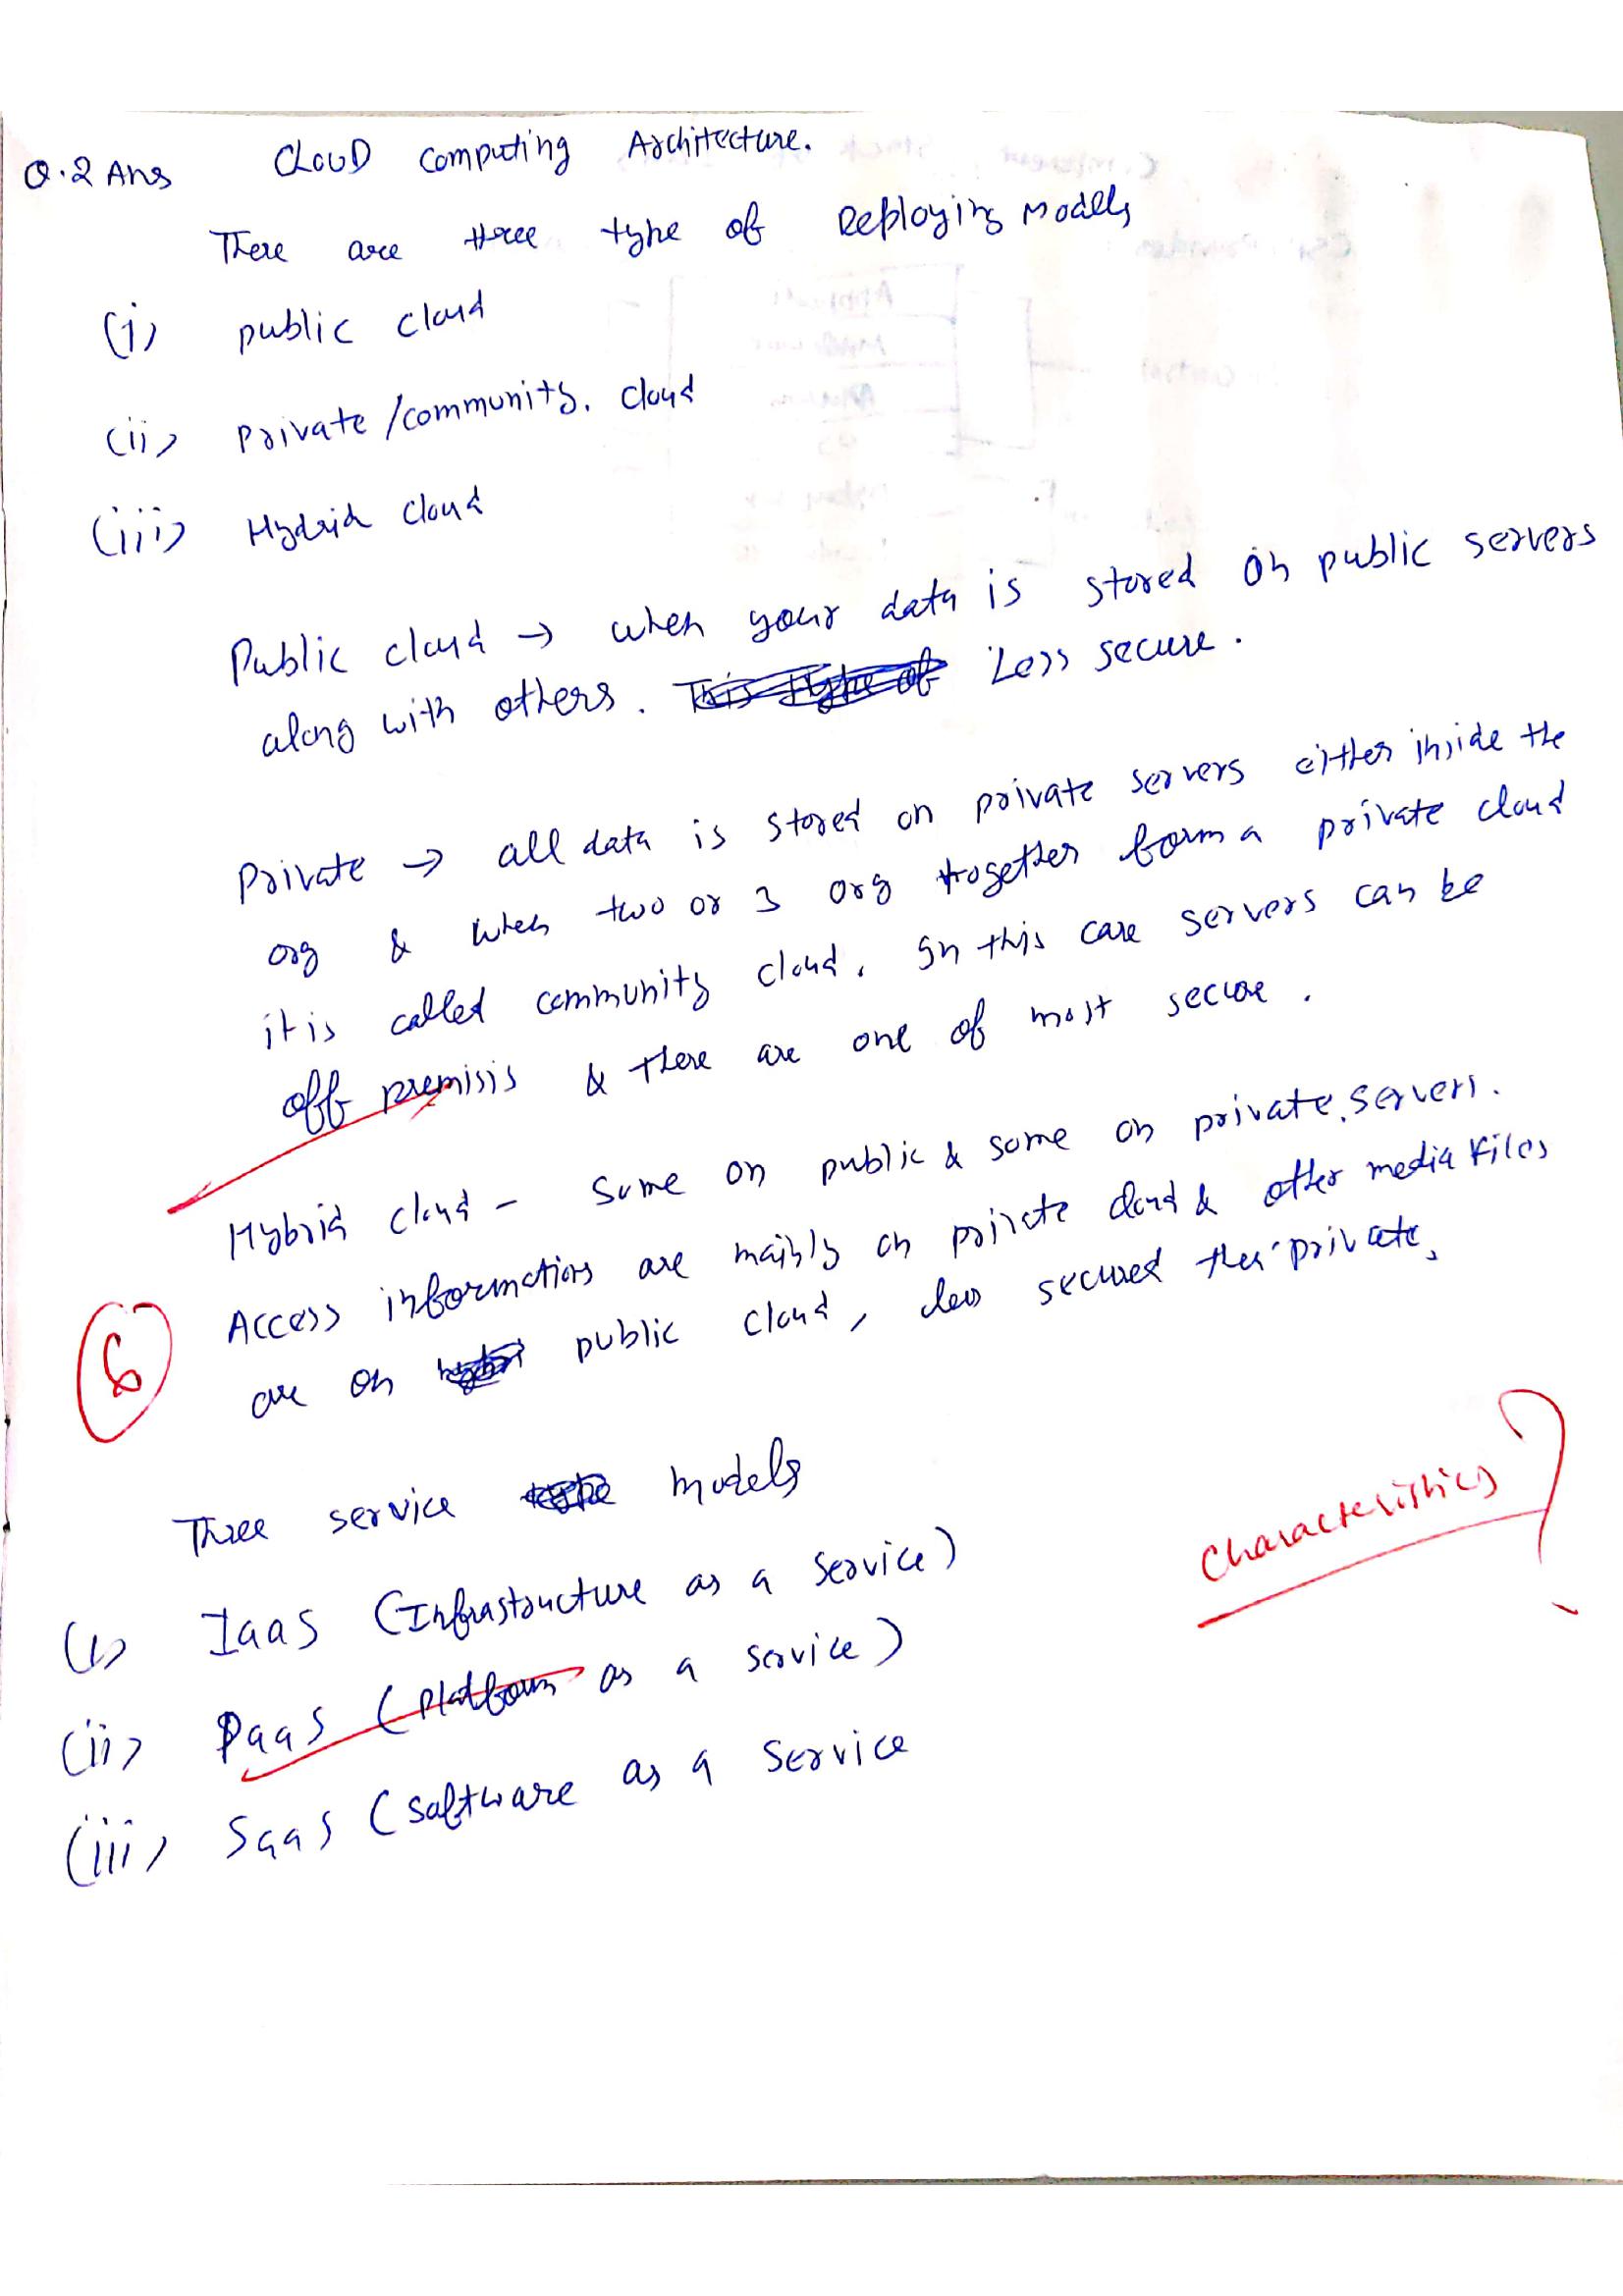 Q.2 Ans CLOUD Computing Architecture.
There are three type of Deploying Models
(i) public cloud
(ii) private/community. cloud
(iii) Hydrid cloud
Public cloud → when your data is stored on public servers
along with others. Less secure.
Private → all data is stored on private servers either inside the
org & when two or 3 org together form a private cloud
it is called community cloud. In this case servers can be
off premisis & there are one of most secure.
Hybrid cloud - Some on public & some on private servers.
Access informations are mainly on private cloud & other media files
are on public cloud, less secured then private.
6
Three service models
Characteristics ?
(i) IaaS (Infrastructure as a Service)
(ii) PaaS (Platform as a service)
(iii) SaaS (Software as a Service